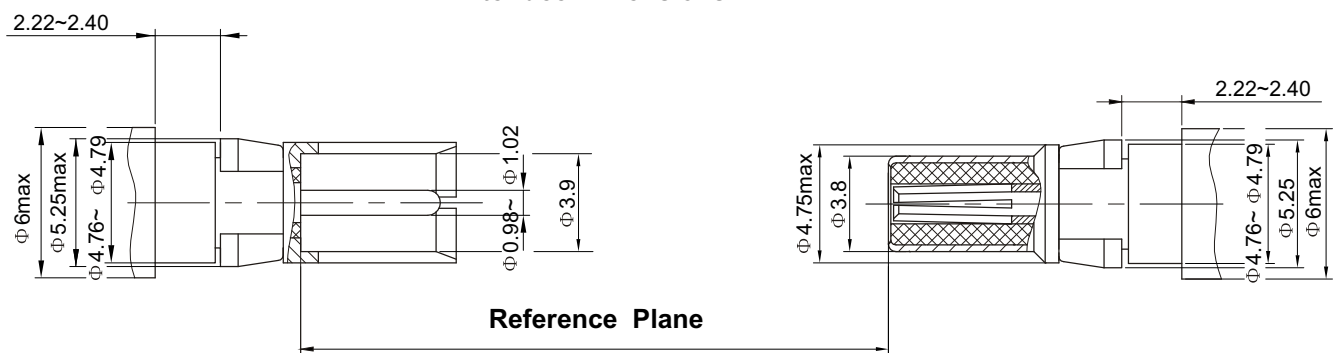 2.22~2.40
Φ6max
Φ5.25max
Φ4.76~ Φ4.79
Φ0.98~ Φ1.02
Φ3.9
Reference Plane
2.22~2.40
Φ4.75max
Φ3.8
Φ4.76~ Φ4.79
Φ5.25
Φ6max